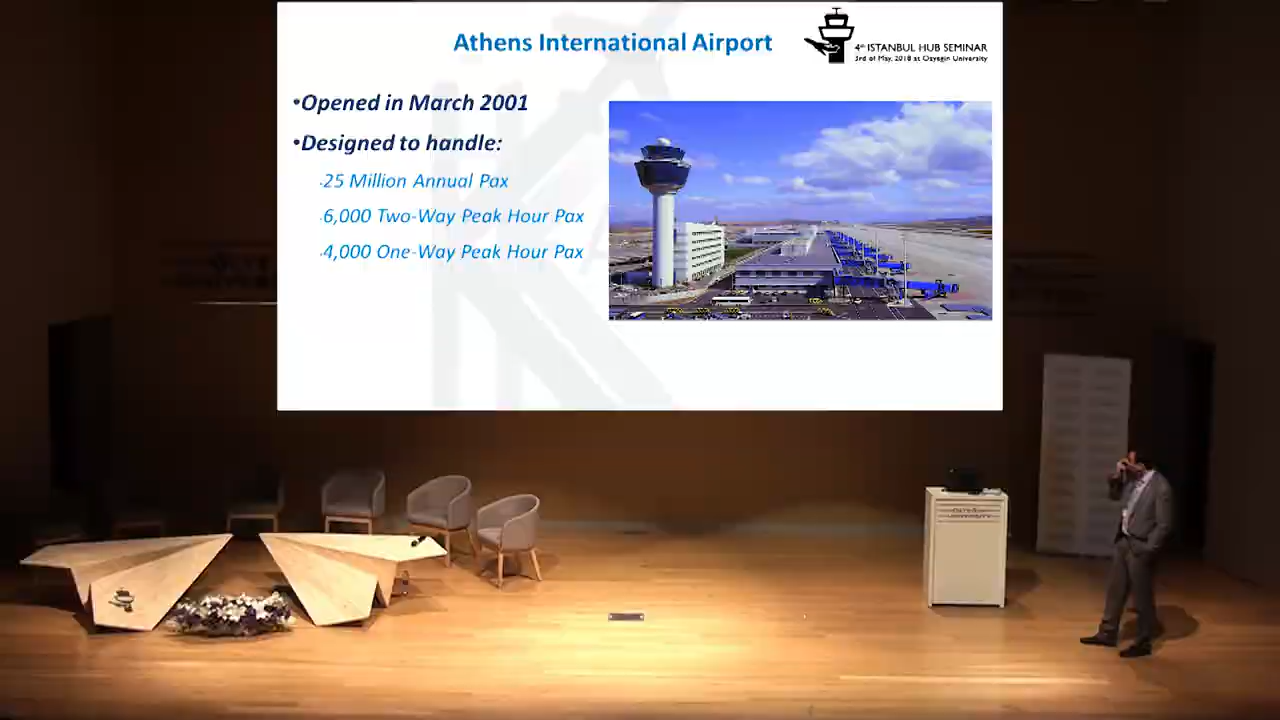 Athens International Airport
4th ISTANBUL HUB SEMINAR
3rd of May, 2018 at Ozyegin University
•Opened in March 2001
•Designed to handle:
25 Million Annual Pax
6,000 Two-Way Peak Hour Pax
4,000 One-Way Peak Hour Pax